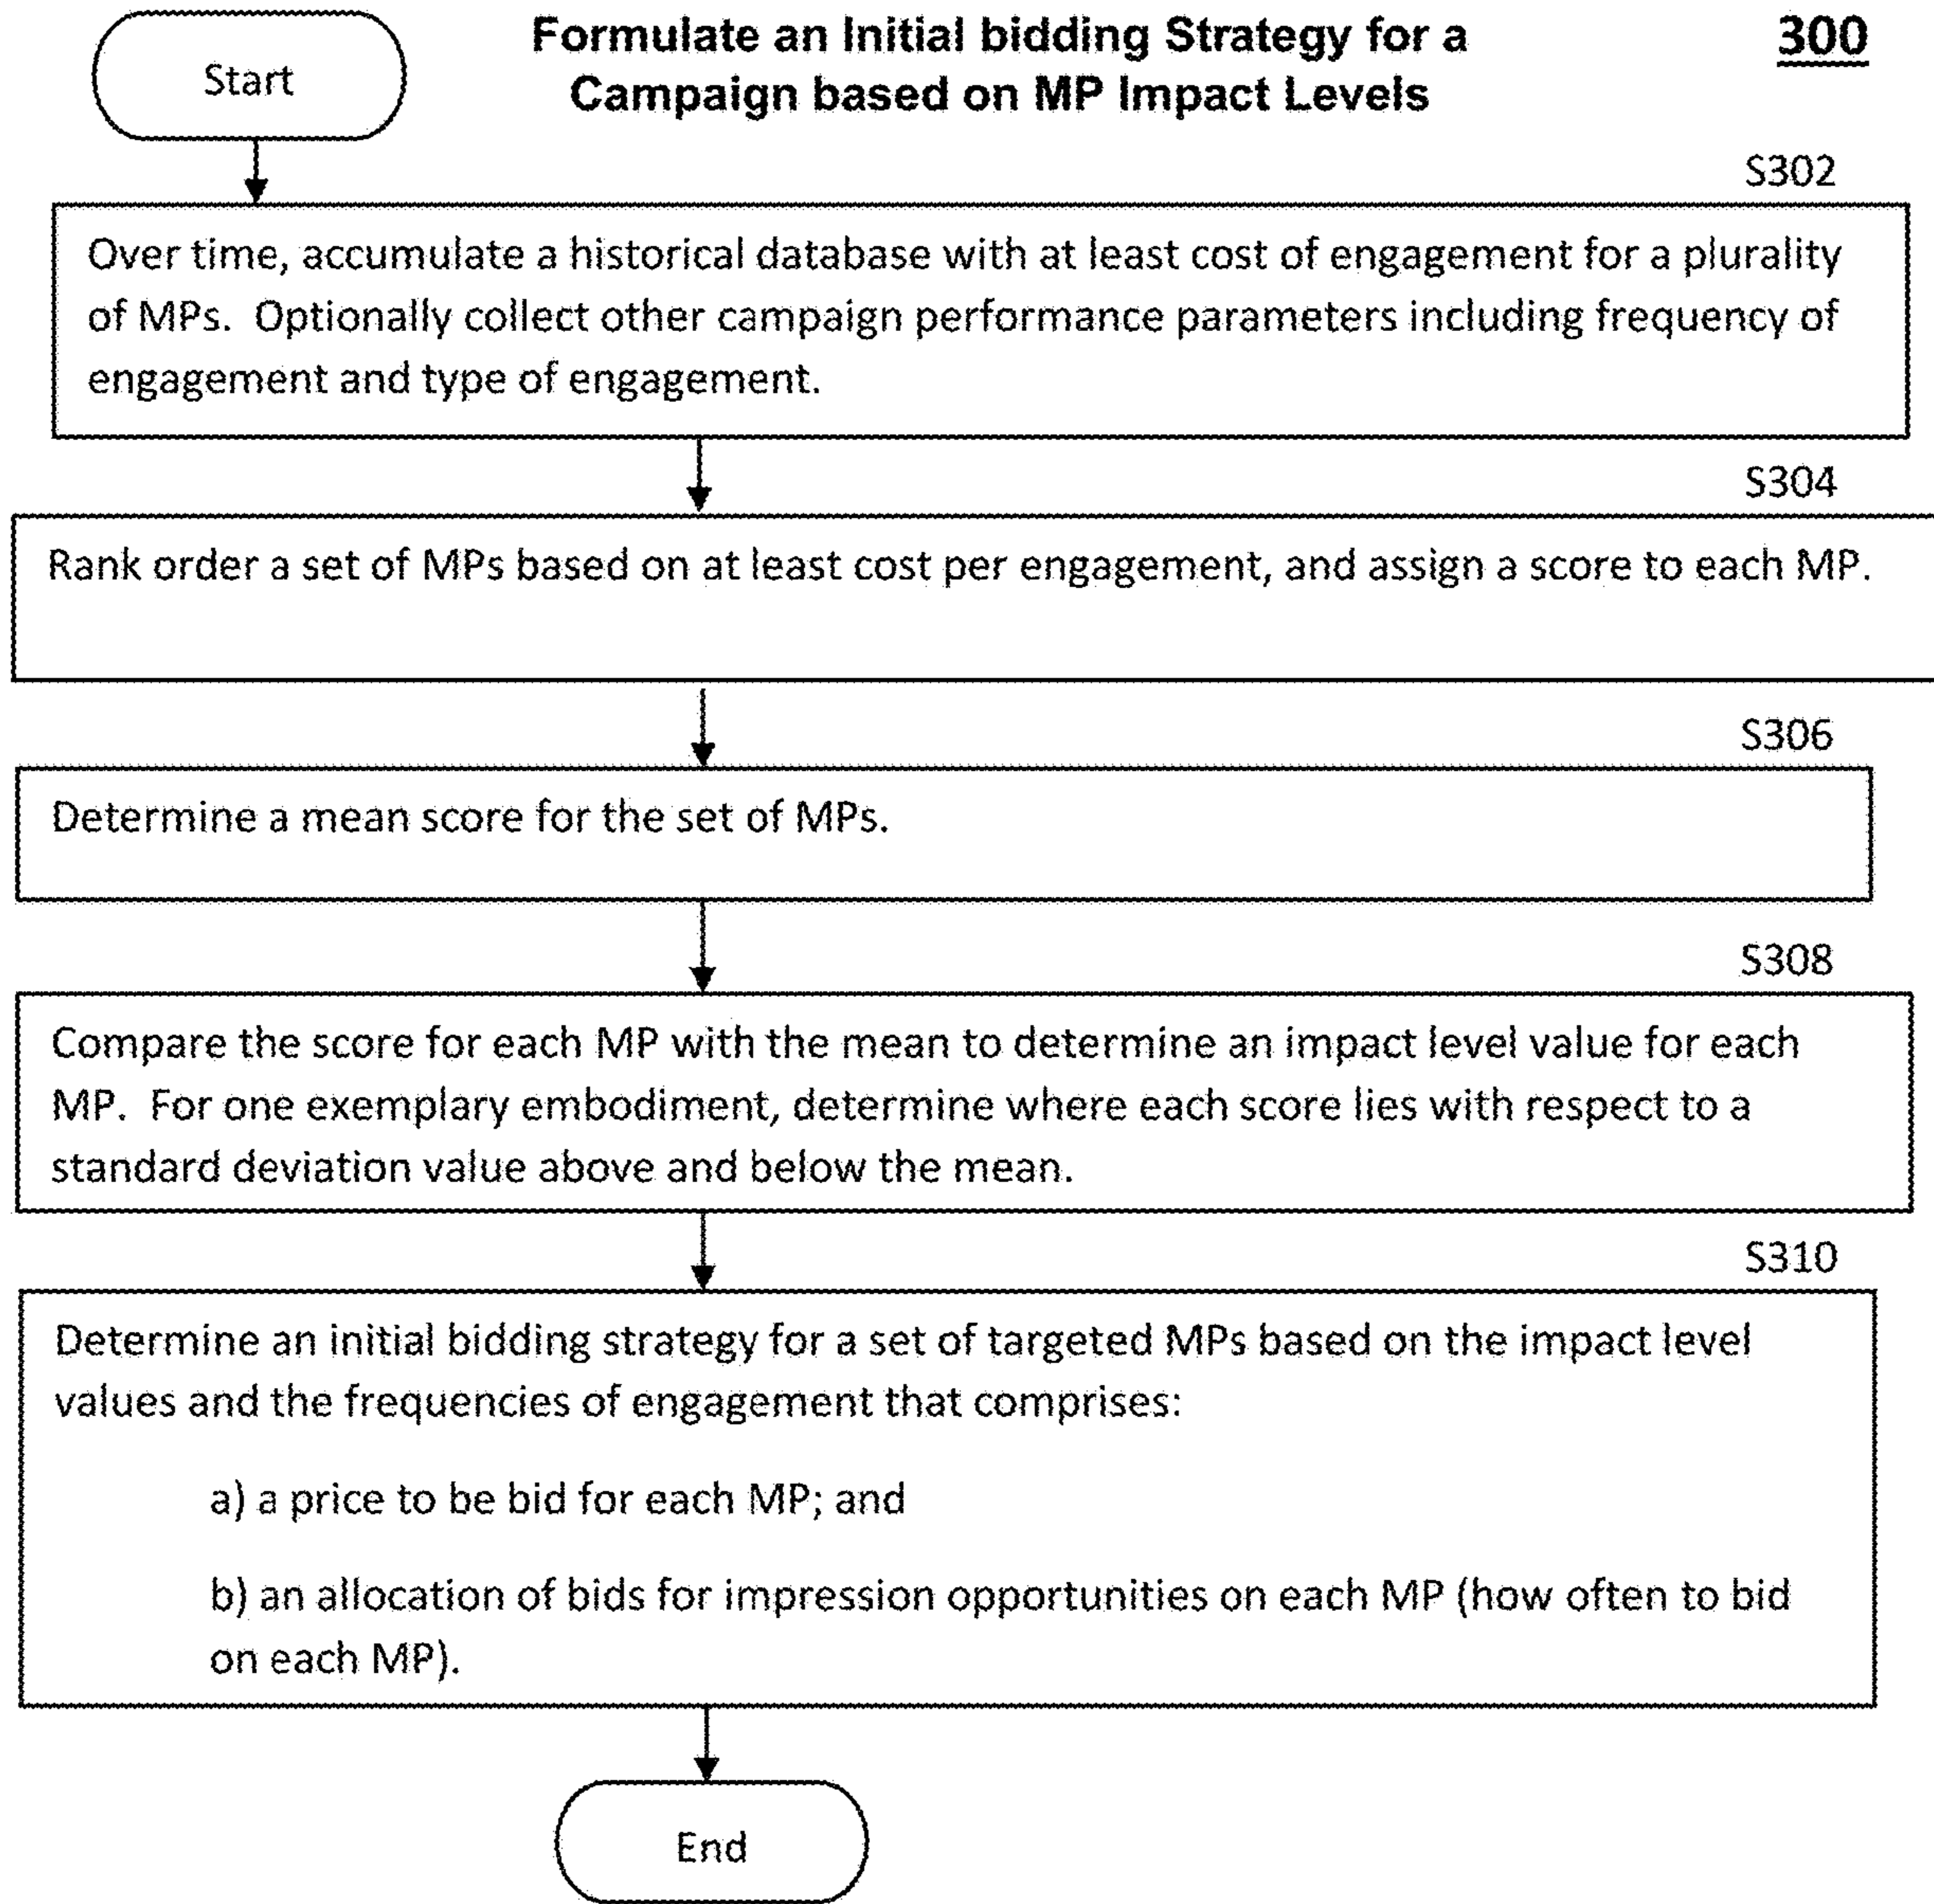 Start
Formulate an Initial bidding Strategy for a
Campaign based on MP Impact Levels
300
S302
Over time, accumulate a historical database with at least cost of engagement for a plurality
of MPs.  Optionally collect other campaign performance parameters including frequency of
engagement and type of engagement.
S304
Rank order a set of MPs based on at least cost per engagement, and assign a score to each MP.
S306
Determine a mean score for the set of MPs.
S308
Compare the score for each MP with the mean to determine an impact level value for each
MP.  For one exemplary embodiment, determine where each score lies with respect to a
standard deviation value above and below the mean.
S310
Determine an initial bidding strategy for a set of targeted MPs based on the impact level
values and the frequencies of engagement that comprises:
a) a price to be bid for each MP; and
b) an allocation of bids for impression opportunities on each MP (how often to bid
on each MP).
End